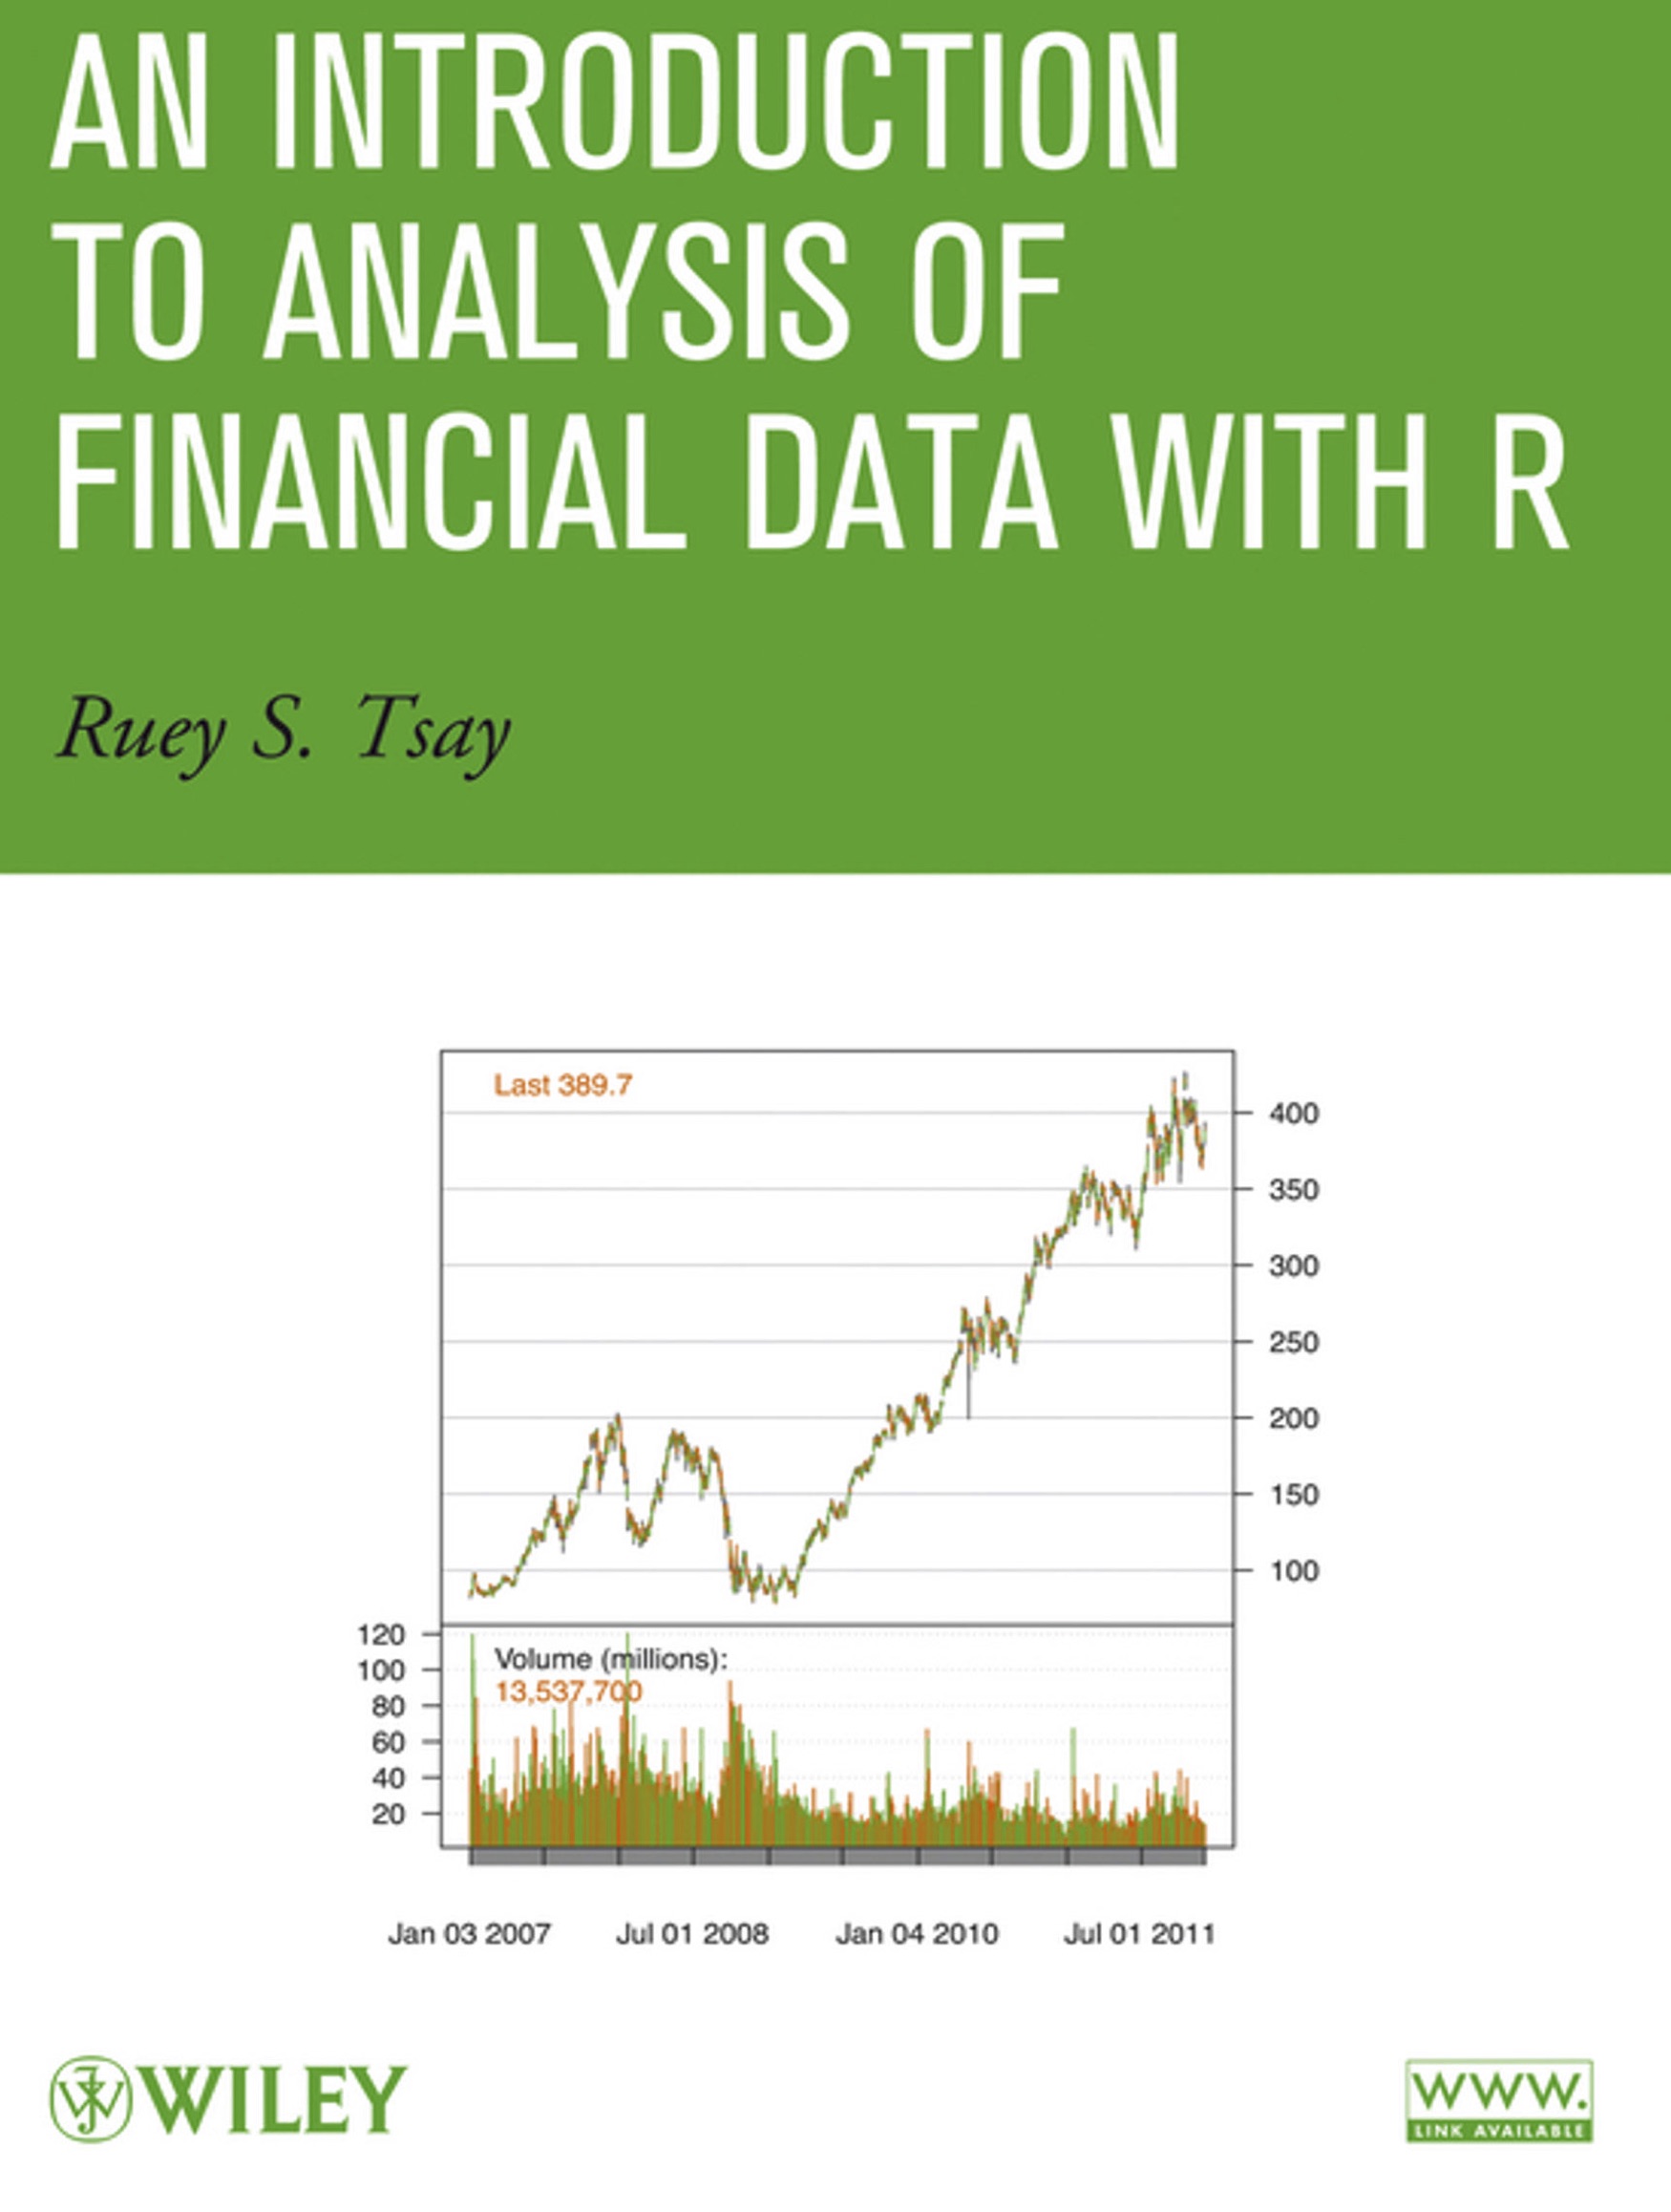 AN INTRODUCTION
TO ANALYSIS OF
FINANCIAL DATA WITH R
Ruey S. Tsay
Last 389.7
400
350
300
250
200
150
100
120
100
80
60
40
20
Volume (millions):
13,537,700
Jan 03 2007 Jul 01 2008 Jan 04 2010 Jul 01 2011
WILEY
WWW.
LINK AVAILABLE